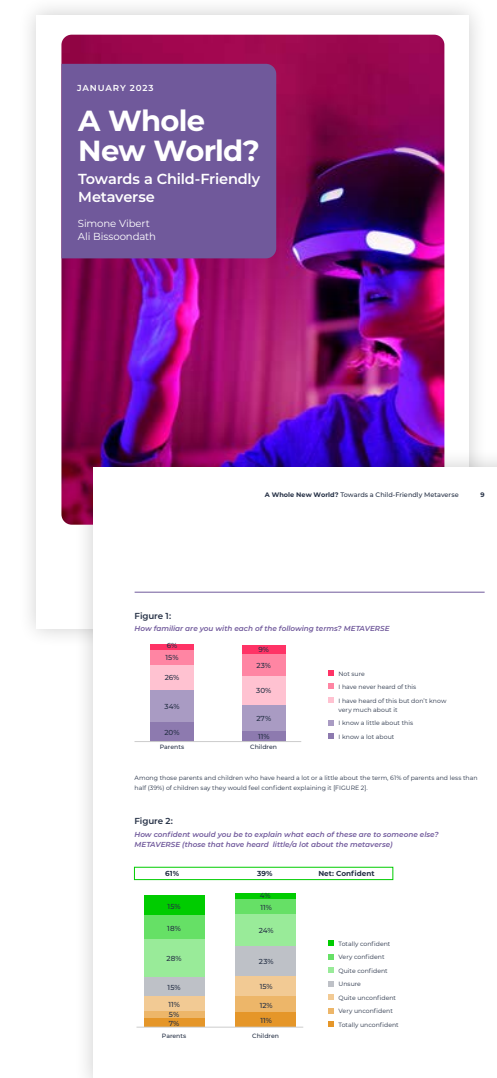 JANUARY 2023
A Whole
New World?
Towards a Child-Friendly
Metaverse
Simone Vibert
Ali Bissoondath
A Whole New World? Towards a Child-Friendly Metaverse 9
Figure 1:
How familiar are you with each of the following terms? METAVERSE
6%
15%
26%
34%
20%
Parents
9%
23%
30%
27%
11%
Children
Not sure
I have never heard of this
I have heard of this but don't know
very much about it
I know a little about this
I know a lot about
Among those parents and children who have heard a lot or a little about the term, 61% of parents and less than
half (39%) of children say they would feel confident explaining it [FIGURE 2].
Figure 2:
How confident would you be to explain what each of these are to someone else?
METAVERSE (those that have heard little/a lot about the metaverse)
61% 39% Net: Confident
15%
18%
28%
15%
11%
5%
7%
Parents
4%
11%
24%
23%
15%
12%
11%
Children
Totally confident
Very confident
Quite confident
Unsure
Quite unconfident
Very unconfident
Totally unconfident